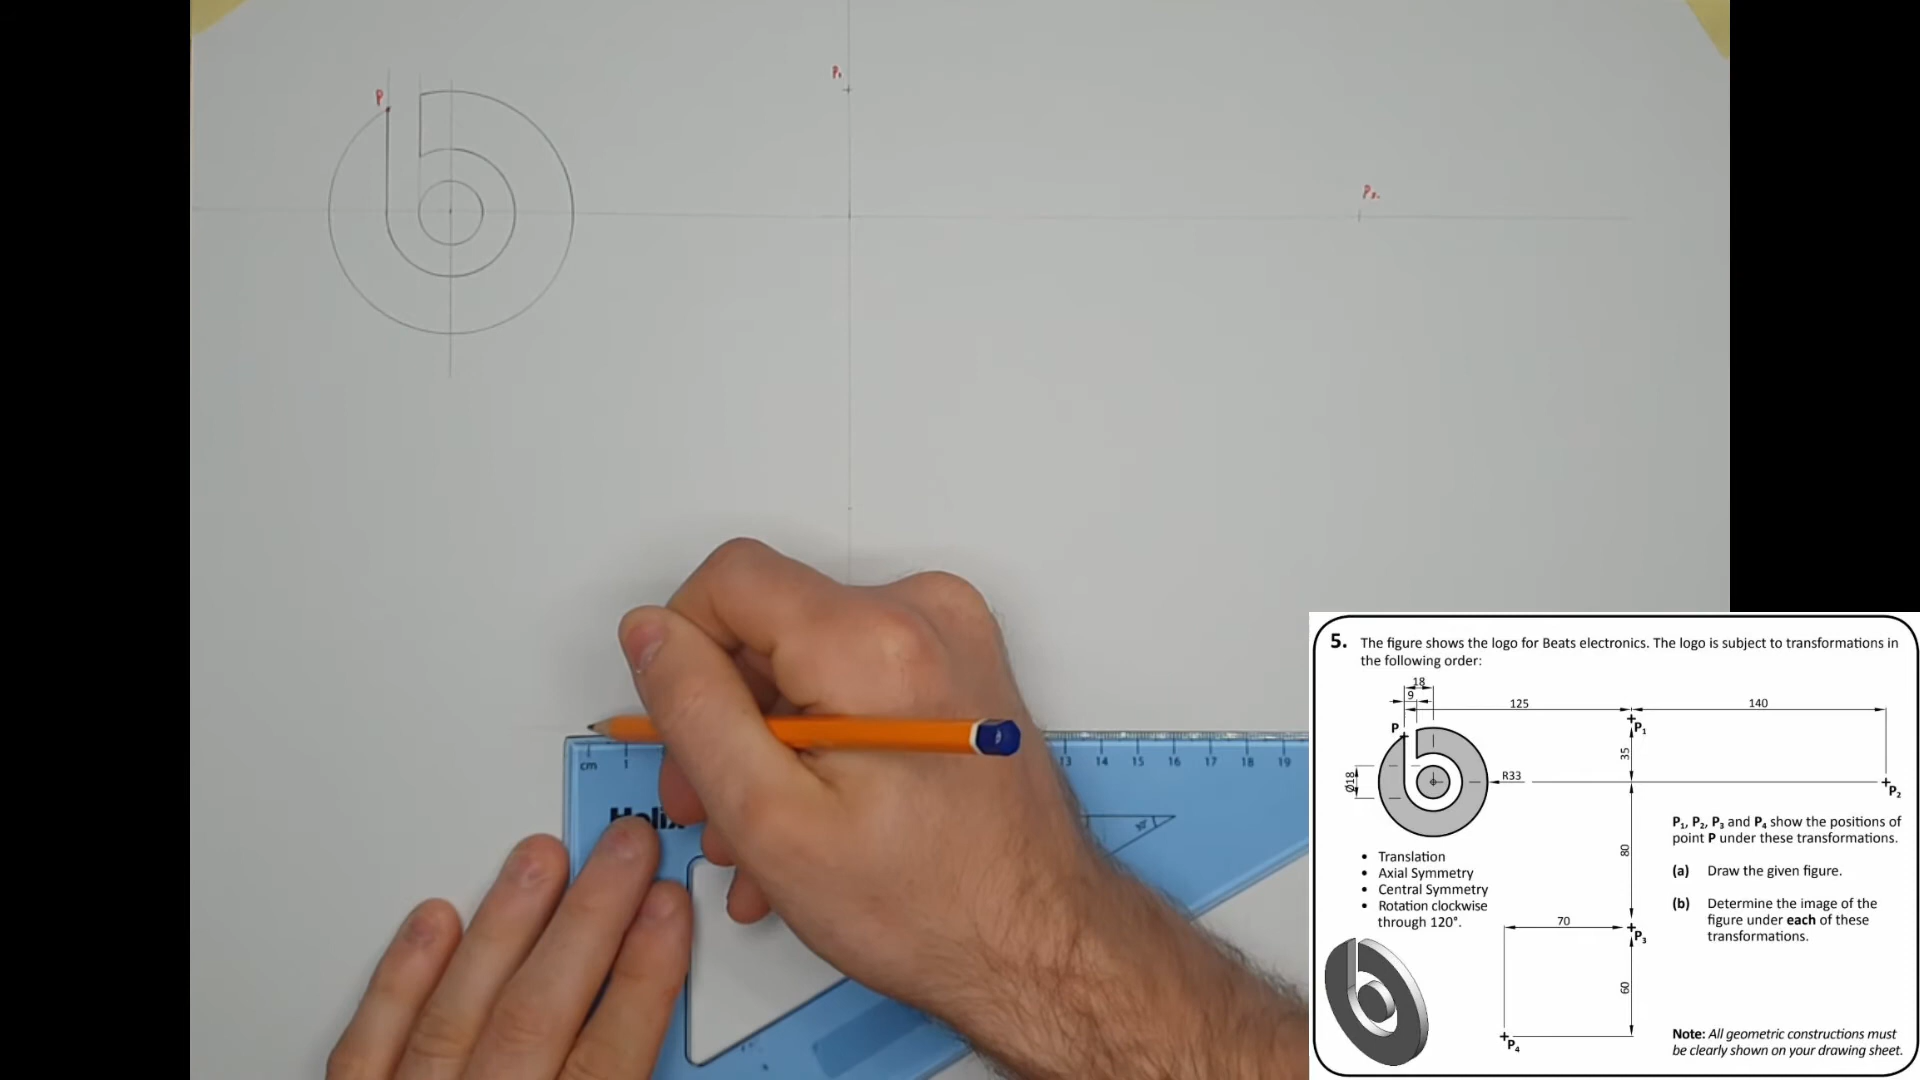 P₁
P
P₂
cm 1 13 14 15 16 17 18 19
Helix
30°
5. The figure shows the logo for Beats electronics. The logo is subject to transformations in
the following order:
18
9
125
140
P
P₁
35
Ø18
R33
P₂
P₁, P₂, P₃ and P₄ show the positions of
point P under these transformations.
80
• Translation
• Axial Symmetry
• Central Symmetry
• Rotation clockwise
through 120°.
(a) Draw the given figure.
(b) Determine the image of the
figure under each of these
transformations.
70
P₃
60
P₄
Note: All geometric constructions must
be clearly shown on your drawing sheet.